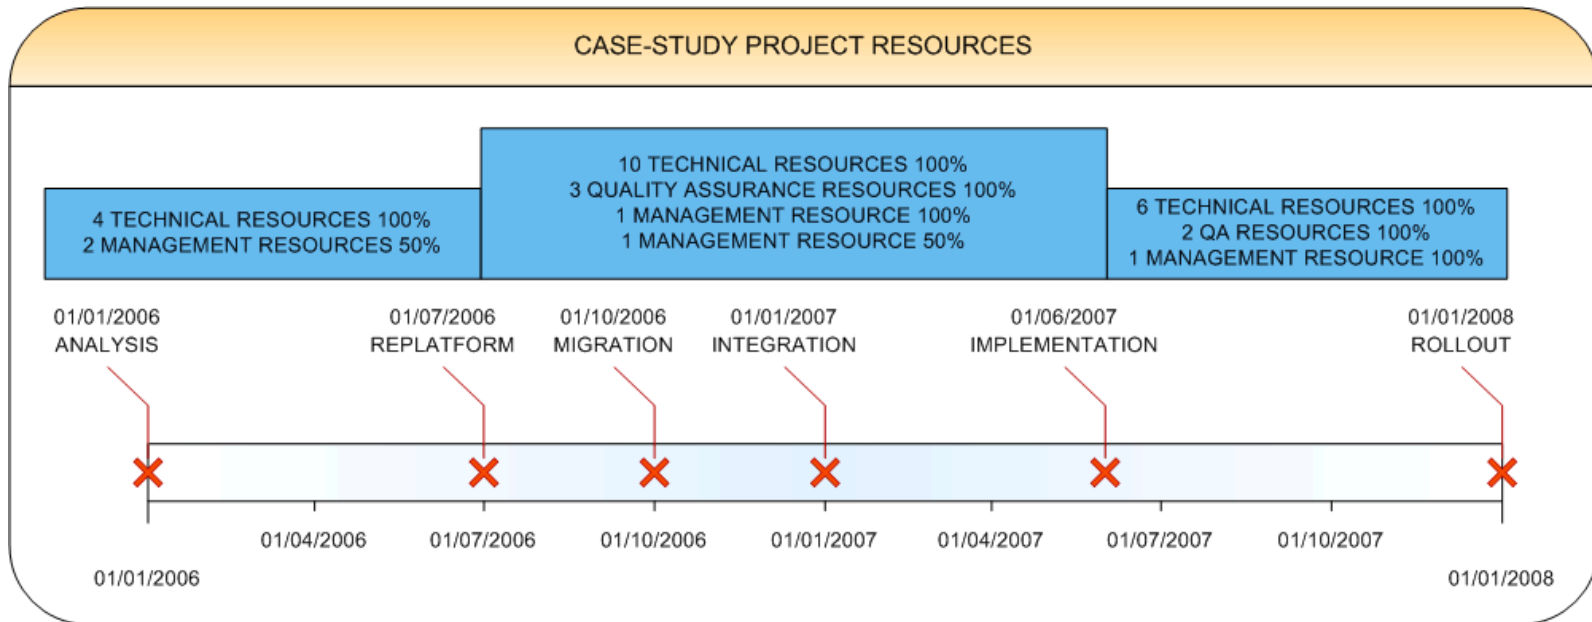 CASE-STUDY PROJECT RESOURCES
4 TECHNICAL RESOURCES 100%
2 MANAGEMENT RESOURCES 50%
10 TECHNICAL RESOURCES 100%
3 QUALITY ASSURANCE RESOURCES 100%
1 MANAGEMENT RESOURCE 100%
1 MANAGEMENT RESOURCE 50%
6 TECHNICAL RESOURCES 100%
2 QA RESOURCES 100%
1 MANAGEMENT RESOURCE 100%
01/01/2006
ANALYSIS
01/07/2006
REPLATFORM
01/10/2006
MIGRATION
01/01/2007
INTEGRATION
01/06/2007
IMPLEMENTATION
01/01/2008
ROLLOUT
01/04/2006
01/07/2006
01/10/2006
01/01/2007
01/04/2007
01/07/2007
01/10/2007
01/01/2006
01/01/2008